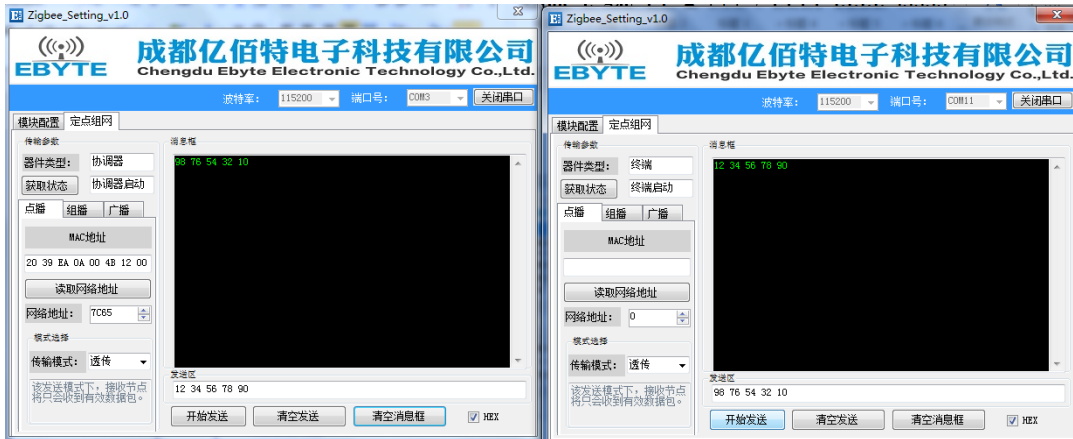 Zigbee_Setting_v1.0
EBYTE
成都亿佰特电子科技有限公司
Chengdu Ebyte Electronic Technology Co.,Ltd.
波特率： 115200 端口号： COM3 关闭串口
模块配置 定点组网
传输参数
器件类型： 协调器
获取状态 协调器启动
点播 组播 广播
MAC地址
20 39 EA 0A 00 4B 12 00
读取网络地址
网络地址： 7C65
模式选择
传输模式： 透传
该发送模式下，接收节点
将只会收到有效数据包。
消息框
98 76 54 32 10
发送区
12 34 56 78 90
开始发送 清空发送 清空消息框 HEX
Zigbee_Setting_v1.0
EBYTE
成都亿佰特电子科技有限公司
Chengdu Ebyte Electronic Technology Co.,Ltd.
波特率： 115200 端口号： COM11 关闭串口
模块配置 定点组网
传输参数
器件类型： 终端
获取状态 终端启动
点播 组播 广播
MAC地址
读取网络地址
网络地址： 0
模式选择
传输模式： 透传
该发送模式下，接收节点
将只会收到有效数据包。
消息框
12 34 56 78 90
发送区
98 76 54 32 10
开始发送 清空发送 清空消息框 HEX